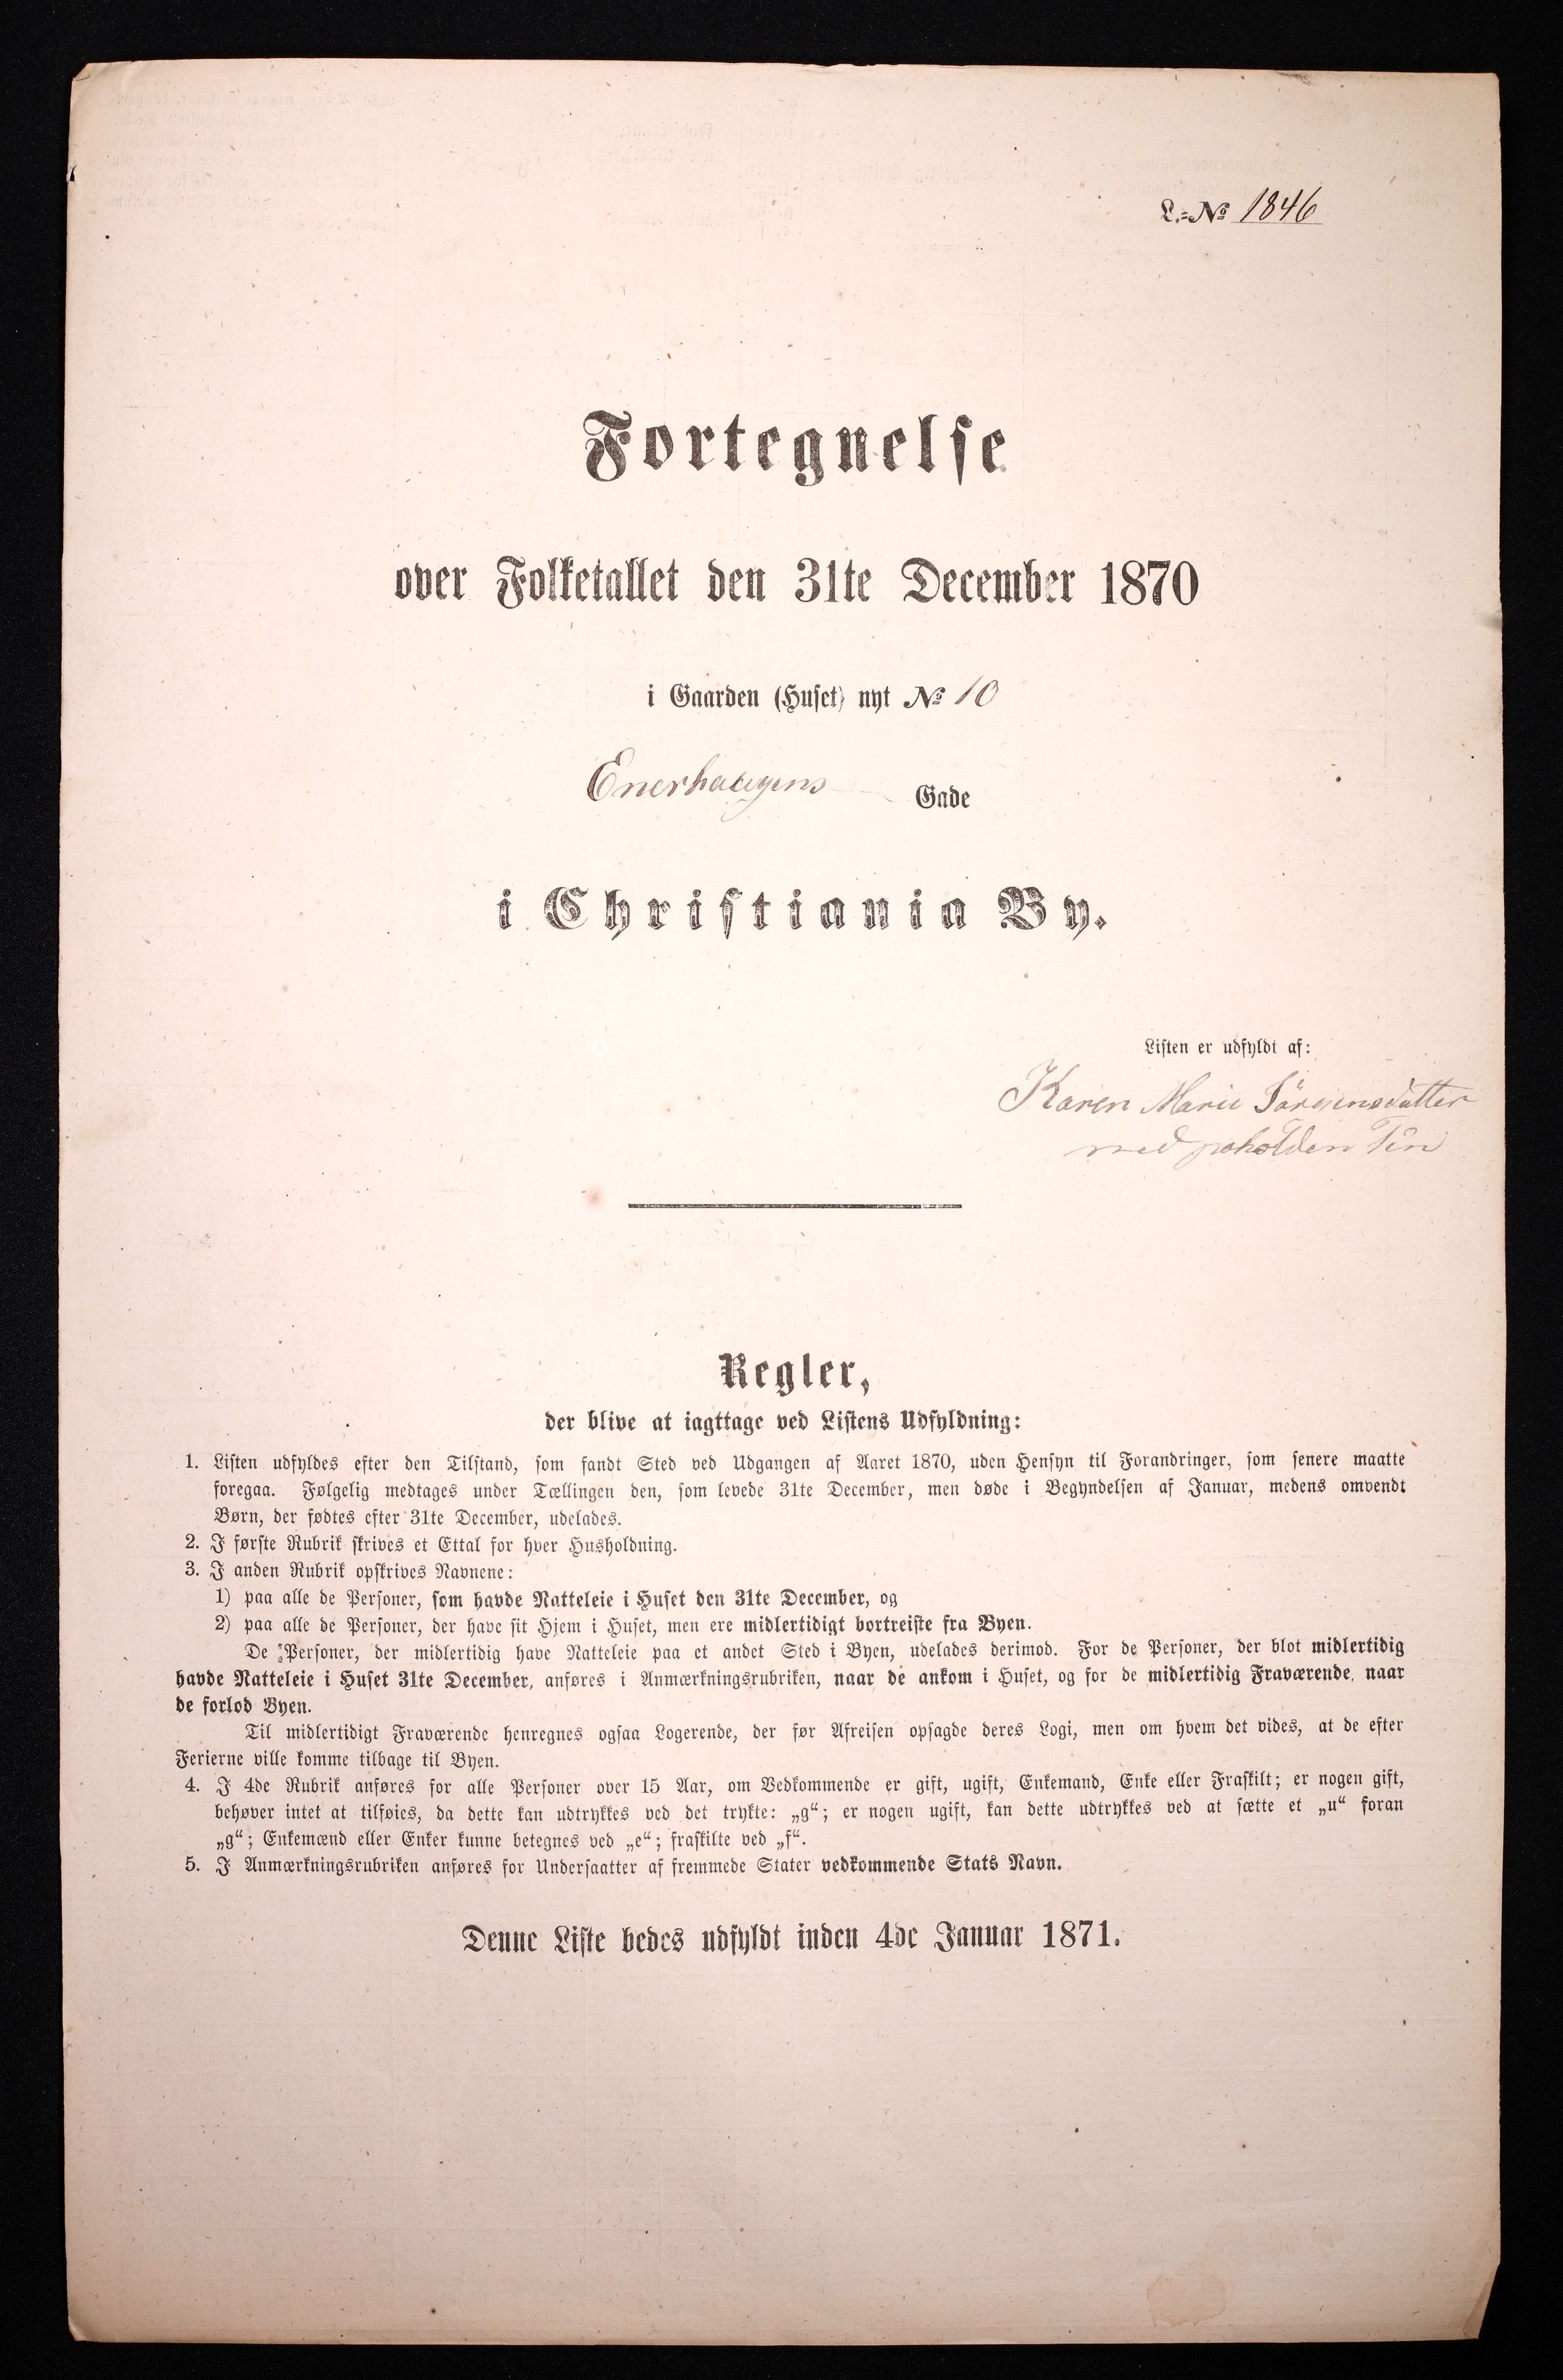 L.-№ 1846
Fortegnelse
over Folketallet den 31te December 1870
i Gaarden (Huset) nyt № 10
Enerhaugens Gade
i Christiania By.
Listen er udfyldt af:
Karen Marie Jörgensdatter
med paholden Pen
Regler,
der blive at iagttage ved Listens Udfyldning:
1. Listen udfyldes efter den Tilstand, som fandt Sted ved Udgangen af Aaret 1870, uden Hensyn til Forandringer, som senere maatte
foregaa. Følgelig medtages under Tællingen den, som levede 31te December, men døde i Begyndelsen af Januar, medens omvendt
Børn, der fødtes efter 31te December, udelades.
2. I første Rubrik skrives et Ettal for hver Husholdning.
3. I anden Rubrik opskrives Navnene:
1) paa alle de Personer, som havde Natteleie i Huset den 31te December, og
2) paa alle de Personer, der have sit Hjem i Huset, men ere midlertidigt bortreiste fra Byen.
De Personer, der midlertidig have Natteleie paa et andet Sted i Byen, udelades derimod. For de Personer, der blot midlertidig
havde Natteleie i Huset 31te December, anføres i Anmærkningsrubriken, naar de ankom i Huset, og for de midlertidig Fraværende, naar
de forlod Byen.
Til midlertidigt Fraværende henregnes ogsaa Logerende, der før Afreisen opsagde deres Logi, men om hvem det vides, at de efter
Ferierne ville komme tilbage til Byen.
4. I 4de Rubrik anføres for alle Personer over 15 Aar, om Vedkommende er gift, ugift, Enkemand, Enke eller Fraskilt; er nogen gift,
behøver intet at tilføies, da dette kan udtrykkes ved det trykte: „g“; er nogen ugift, kan dette udtrykkes ved at sætte et „u“ foran
„g“; Enkemænd eller Enker kunne betegnes ved „e“; fraskilte ved „f“.
5. I Anmærkningsrubriken anføres for Undersaatter af fremmede Stater vedkommende Stats Navn.
Denne Liste bedes udfyldt inden 4de Januar 1871.